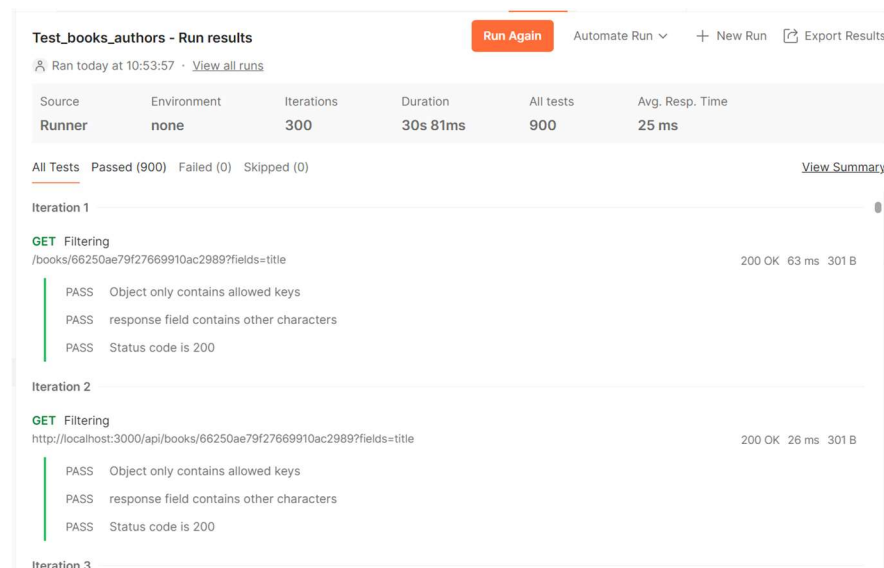 Test_books_authors - Run results
Run Again
Automate Run
New Run
Export Results
Ran today at 10:53:57 · View all runs
Source Environment Iterations Duration All tests Avg. Resp. Time
Runner none 300 30s 81ms 900 25 ms
All Tests Passed (900) Failed (0) Skipped (0) View Summary
Iteration 1
GET Filtering
/books/66250ae79f27669910ac2989?fields=title 200 OK 63 ms 301 B
PASS Object only contains allowed keys
PASS response field contains other characters
PASS Status code is 200
Iteration 2
GET Filtering
http://localhost:3000/api/books/66250ae79f27669910ac2989?fields=title 200 OK 26 ms 301 B
PASS Object only contains allowed keys
PASS response field contains other characters
PASS Status code is 200
Iteration 3